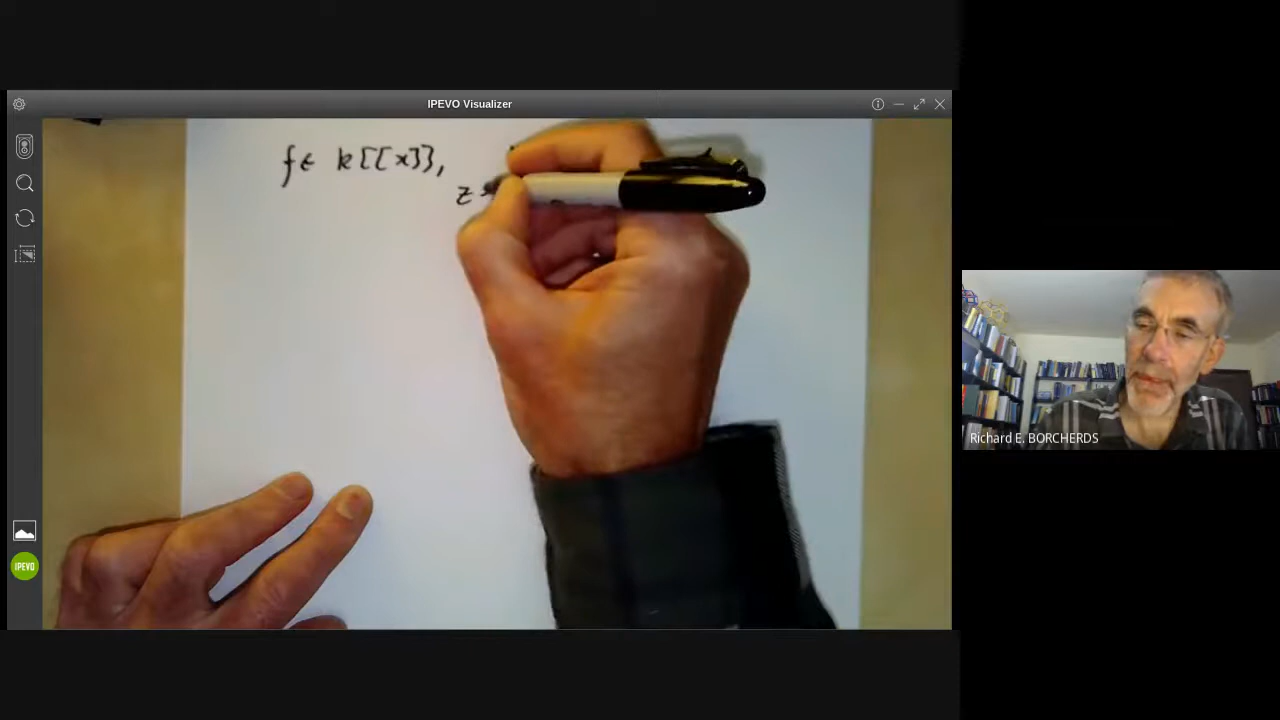 IPEVO Visualizer
f ∈ k[[x]],
z
IPEVO
Richard E. BORCHERDS